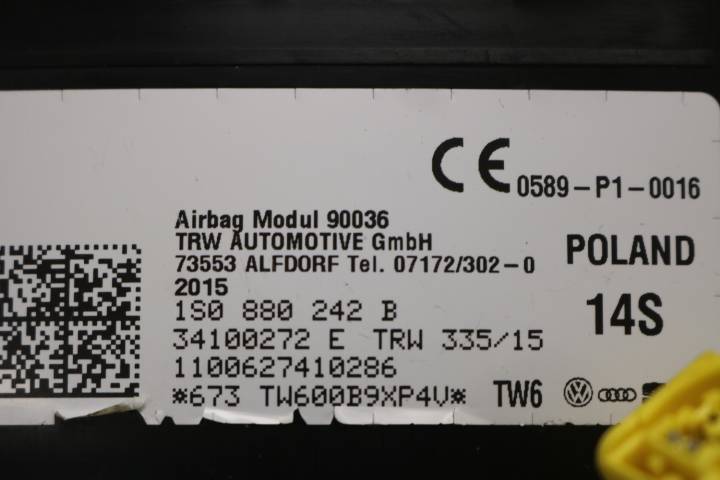 CE 0589-P1-0016
Airbag Modul 90036
TRW AUTOMOTIVE GmbH
73553 ALFDORF Tel. 07172/302-0
POLAND
2015
1S0 880 242 B
14S
34100272 E TRW 335/15
1100627410286
*673 TW600B9XP4V* TW6